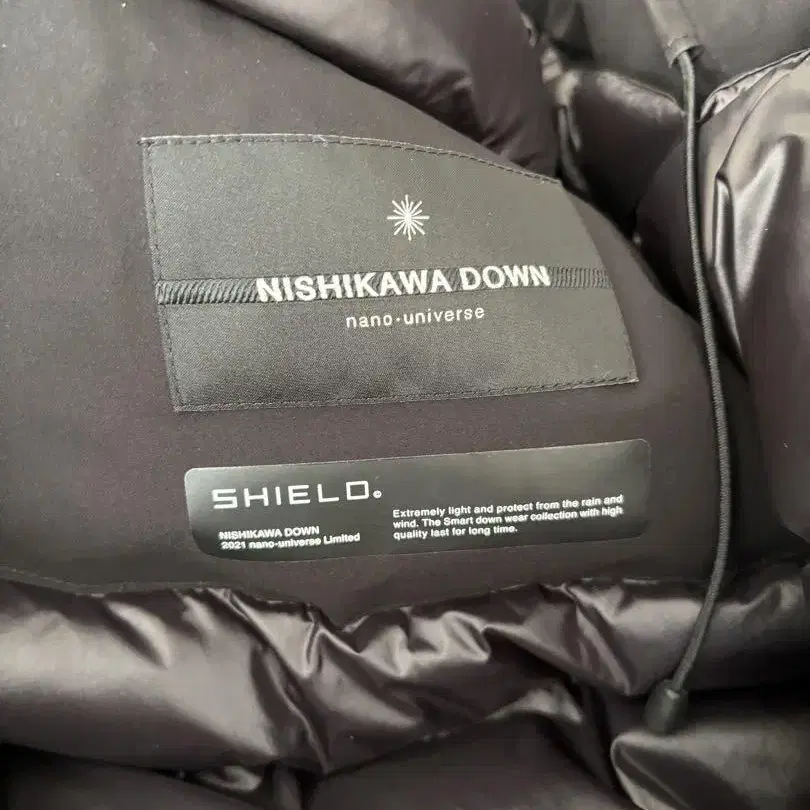 NISHIKAWA DOWN
nano·universe
SHIELD.
NISHIKAWA DOWN
2021 nano·universe Limited
Extremely light and protect from the rain and
wind. The Smart down wear collection with high
quality last for long time.